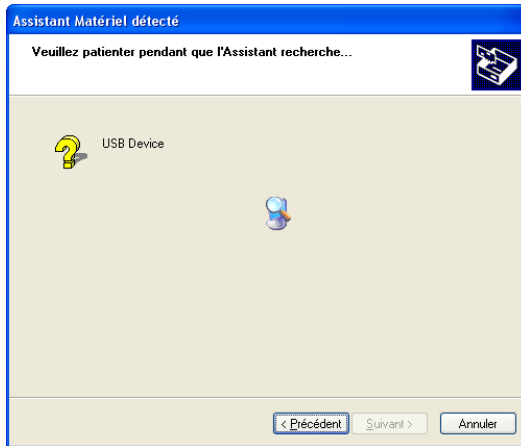 Assistant Matériel détecté
Veuillez patienter pendant que l'Assistant recherche...
USB Device
< Précédent
Suivant >
Annuler